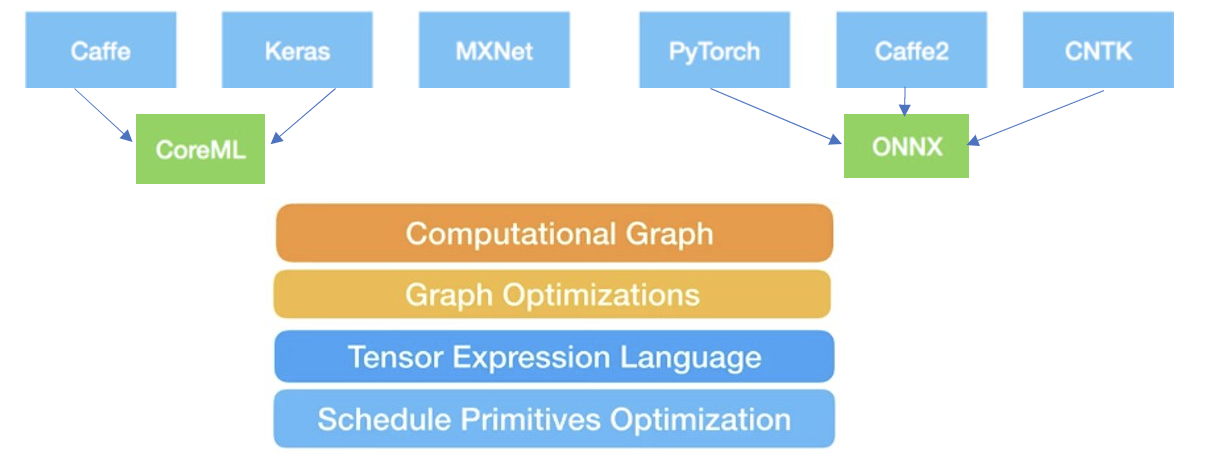 Caffe
Keras
MXNet
PyTorch
Caffe2
CNTK
CoreML
ONNX
Computational Graph
Graph Optimizations
Tensor Expression Language
Schedule Primitives Optimization